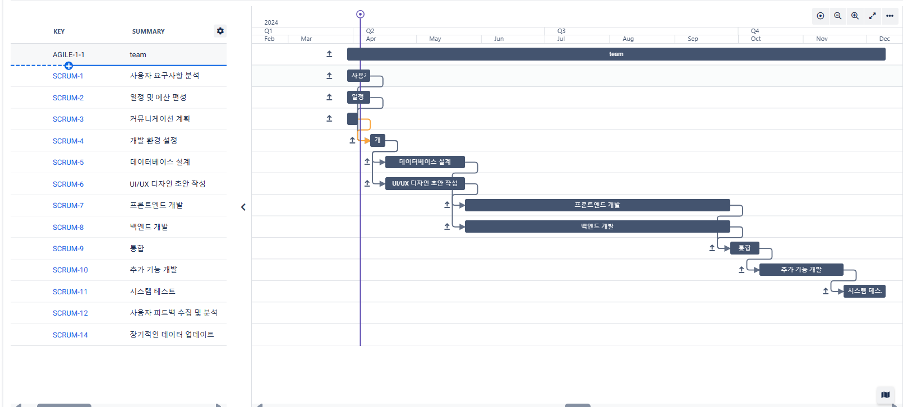 2024
Q1 Q2 Q3 Q4
Feb Mar Apr May Jun Jul Aug Sep Oct Nov Dec
KEY SUMMARY
AGILE-1-1 team team
SCRUM-1 사용자 요구사항 분석
SCRUM-2 일정 및 예산 편성 일정
SCRUM-3 커뮤니케이션 계획
SCRUM-4 개발 환경 설정 개
SCRUM-5 데이터베이스 설계 데이터베이스 설계
SCRUM-6 UI/UX 디자인 초안 작성 UI/UX 디자인 초안 작성
SCRUM-7 프론트엔드 개발 프론트엔드 개발
SCRUM-8 백엔드 개발 백엔드 개발
SCRUM-9 통합 통합
SCRUM-10 추가 기능 개발 추가 기능 개발
SCRUM-11 시스템 테스트 시스템 테스
SCRUM-12 사용자 피드백 수집 및 분석
SCRUM-14 장기적인 데이터 업데이트